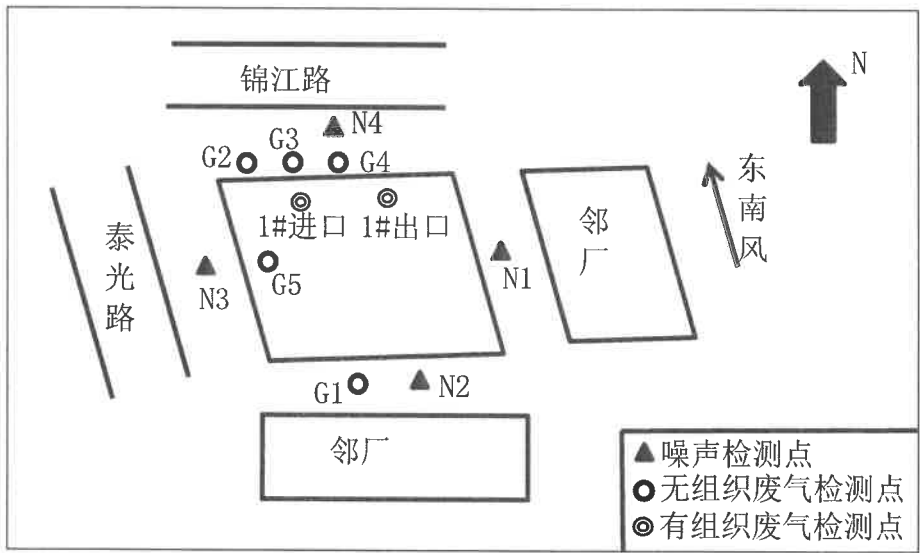 锦江路
N
N4
G3
G2
G4
东南风
1#进口
1#出口
邻厂
泰光路
N1
G5
N3
G1
N2
邻厂
噪声检测点
无组织废气检测点
有组织废气检测点